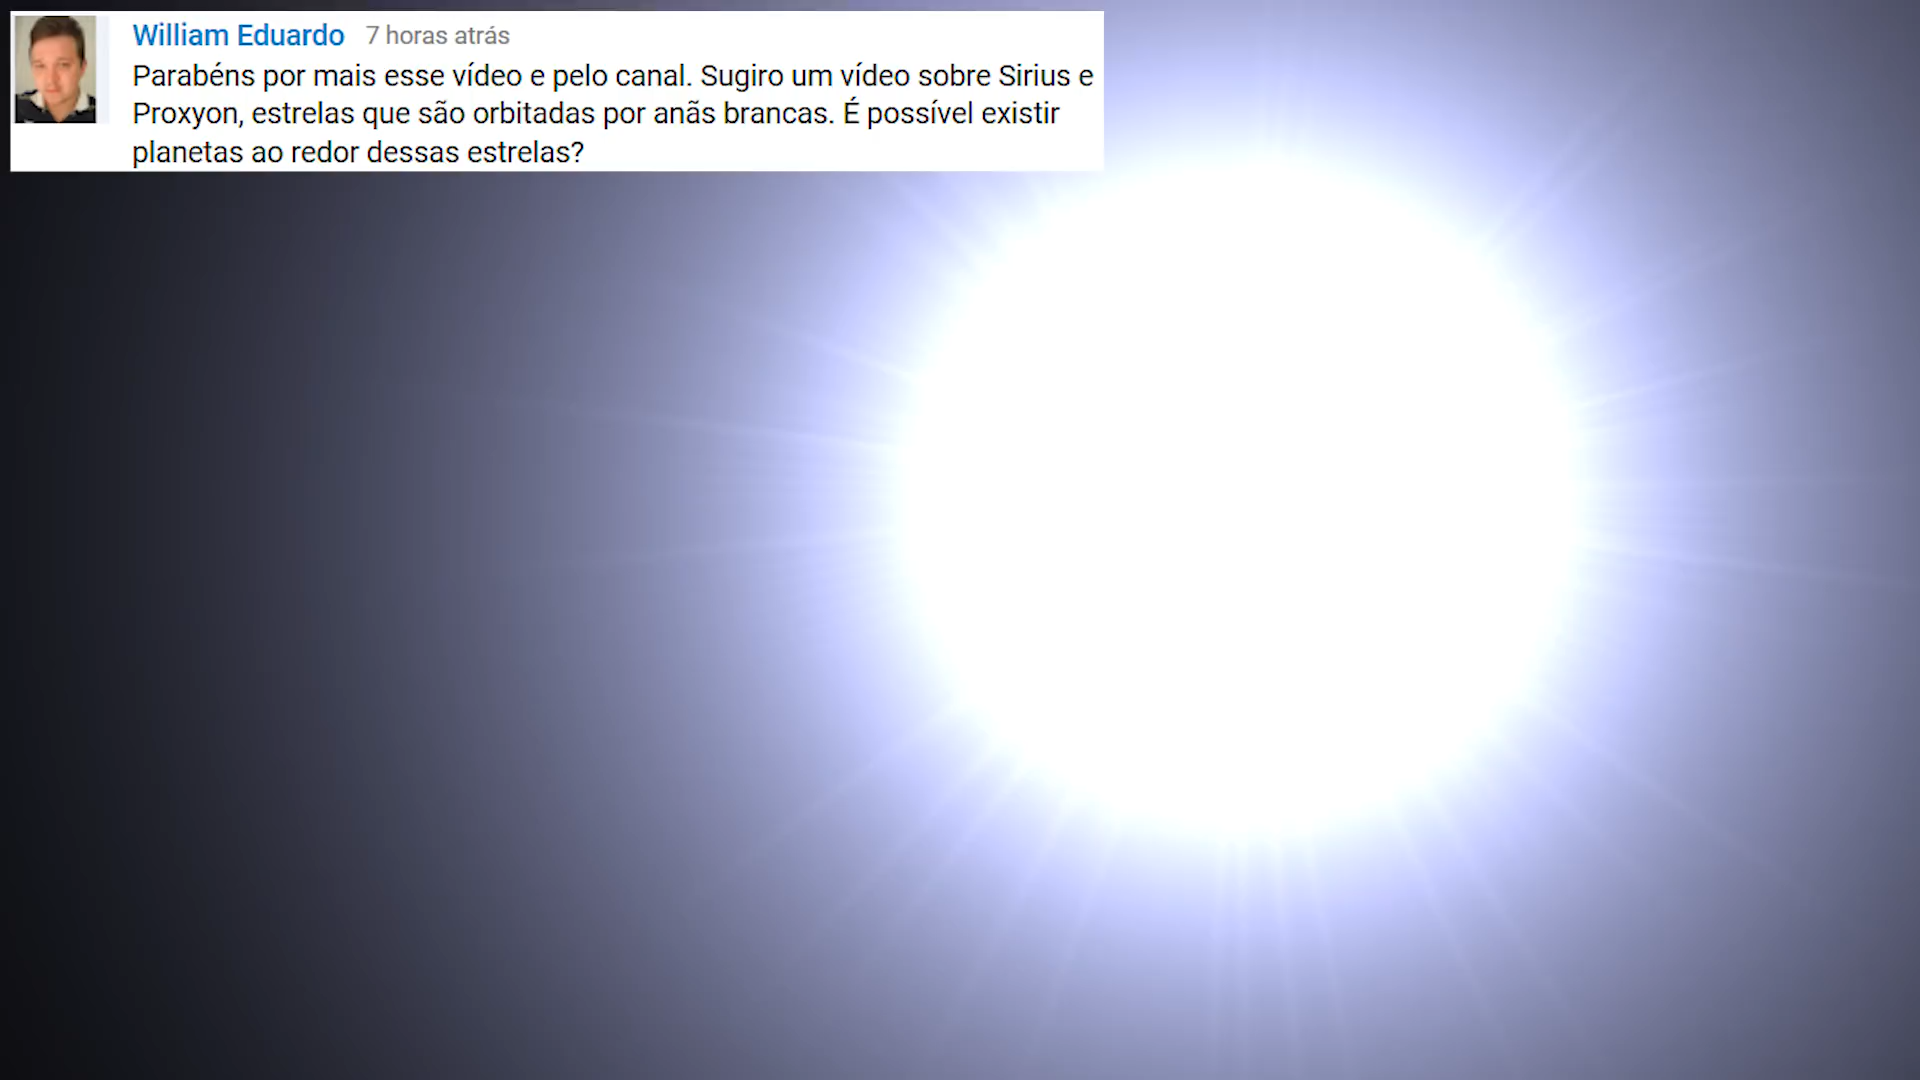 William Eduardo 7 horas atrás
Parabéns por mais esse vídeo e pelo canal. Sugiro um vídeo sobre Sirius e
Proxyon, estrelas que são orbitadas por anãs brancas. É possível existir
planetas ao redor dessas estrelas?